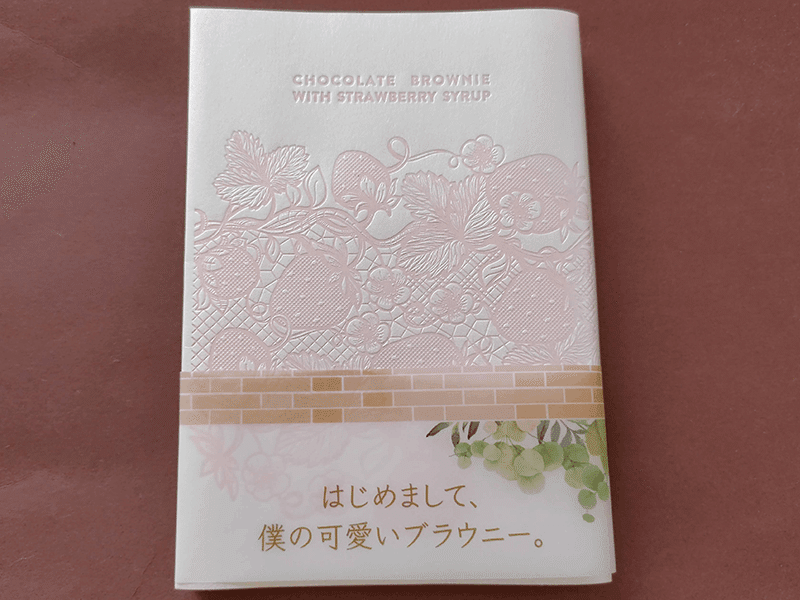 CHOCOLATE BROWNIE
WITH STRAWBERRY SYRUP
はじめまして、
僕の可愛いブラウニー。